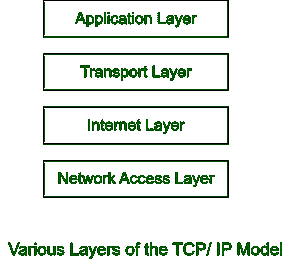 Application Layer
Transport Layer
Internet Layer
Network Access Layer
Various Layers of the TCP/ IP Model